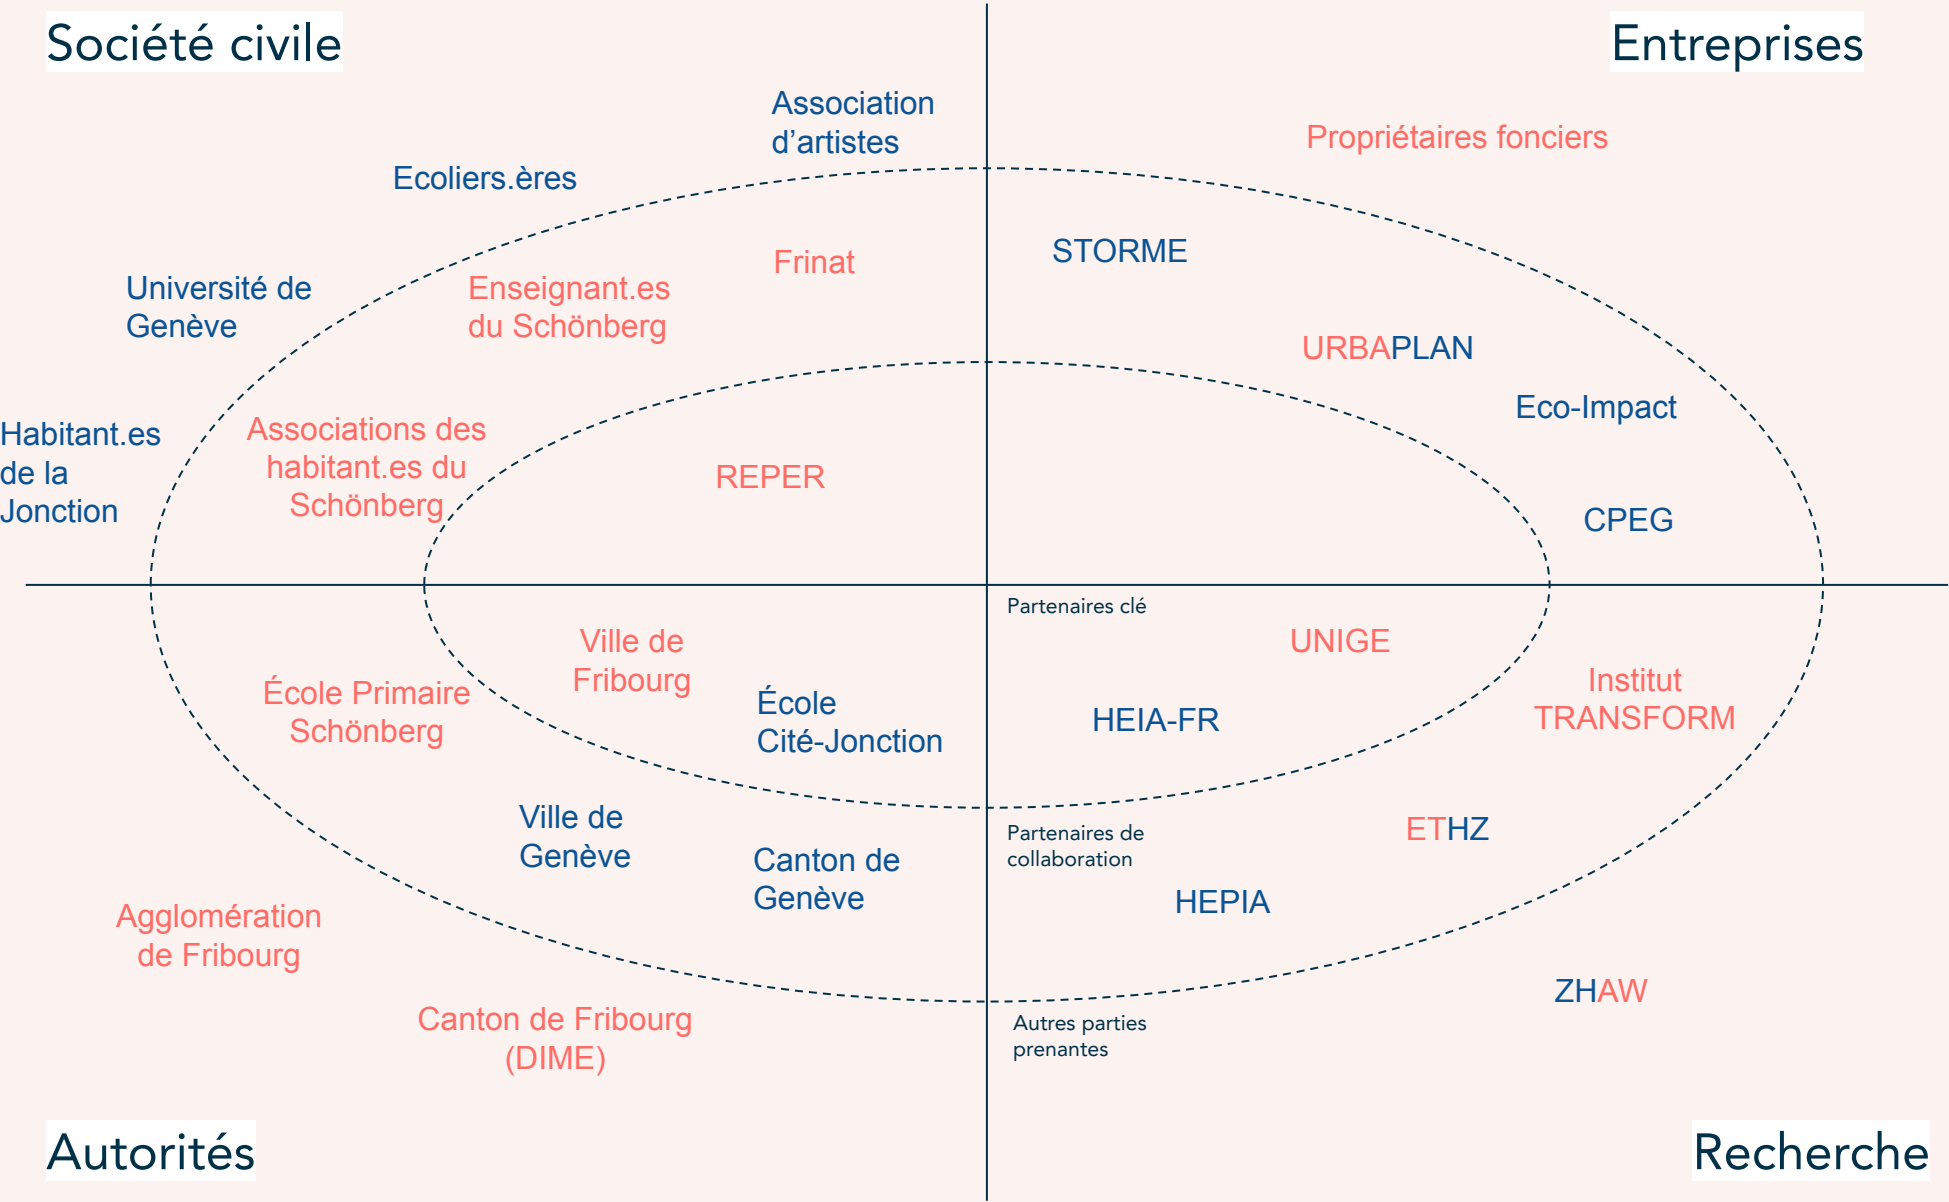 Société civile
Entreprises
Association
d’artistes
Propriétaires fonciers
Ecoliers.ères
Frinat
STORME
Université de
Genève
Enseignant.es
du Schönberg
URBAPLAN
Eco-Impact
Habitant.es
de la
Jonction
Associations des
habitant.es du
Schönberg
REPER
CPEG
Partenaires clé
Ville de
Fribourg
UNIGE
École Primaire
Schönberg
École
Cité-Jonction
HEIA-FR
Institut
TRANSFORM
Ville de
Genève
Partenaires de
collaboration
ETHZ
Canton de
Genève
HEPIA
Agglomération
de Fribourg
ZHAW
Canton de Fribourg
(DIME)
Autres parties
prenantes
Autorités
Recherche